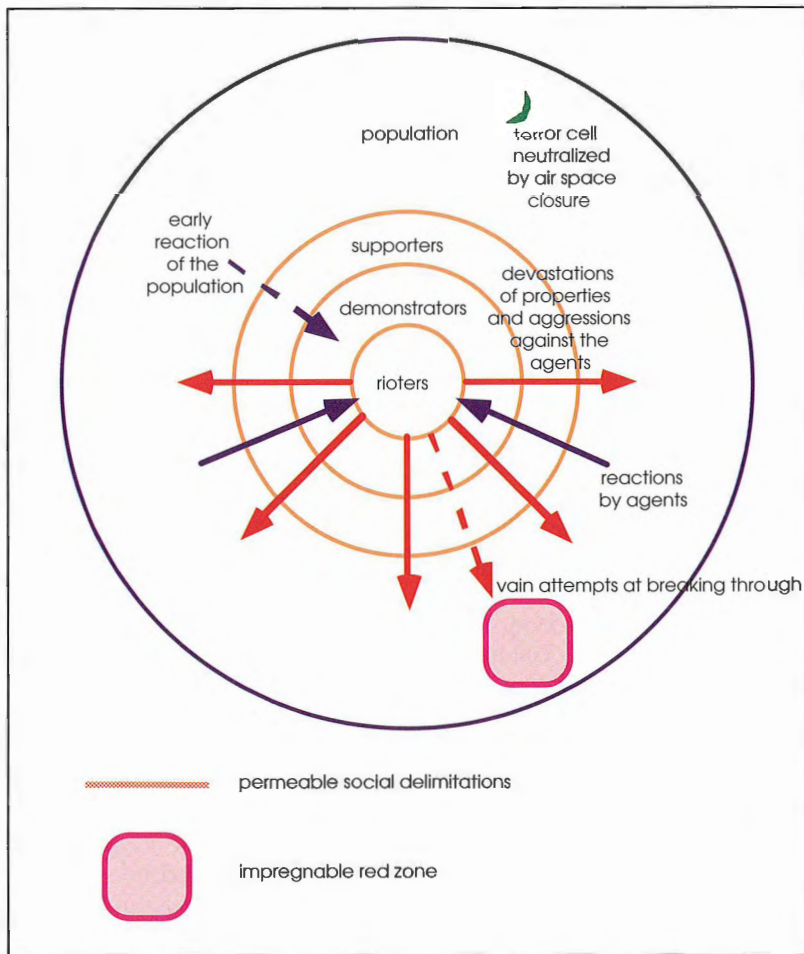 population
terror cell
neutralized
by air space
closure
early
reaction
of the
population
supporters
demonstrators
devastations
of properties
and aggressions
against the
agents
rioters
reactions
by agents
vain attempts at breaking through
permeable social delimitations
impregnable red zone